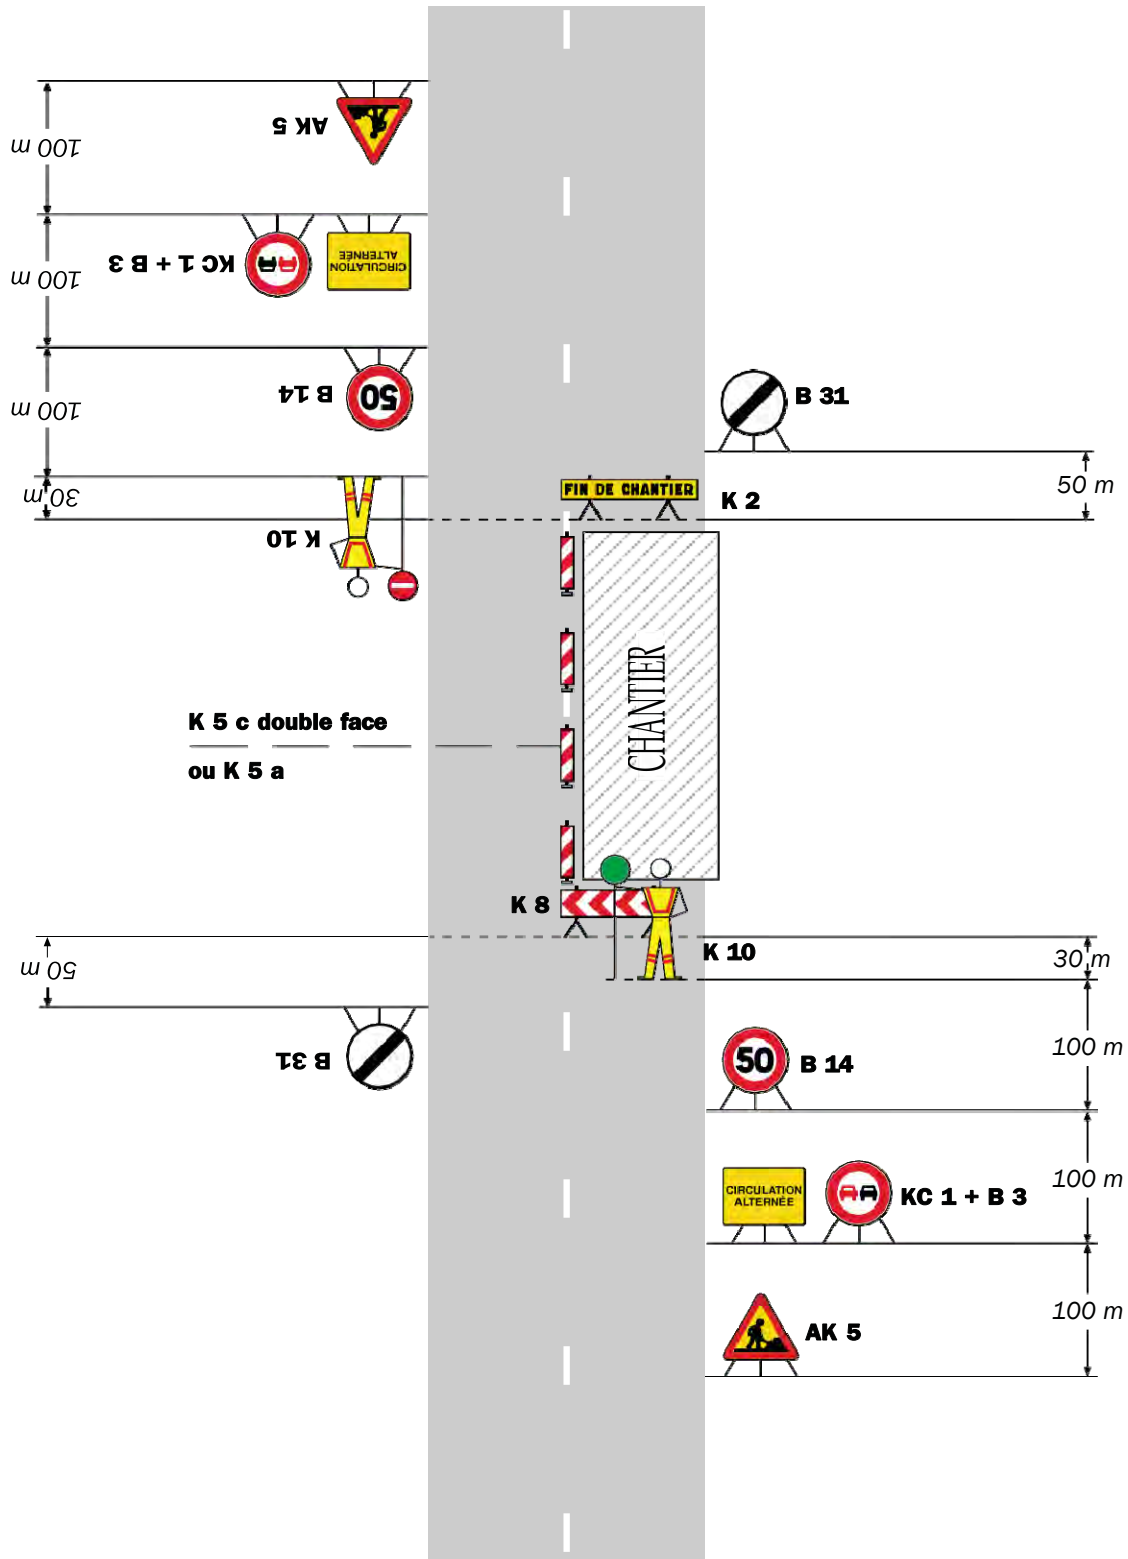 AK 5
100 m
KC 1 + B 3
CIRCULATION
ALTERNÉE
100 m
B 14
50
100 m
B 31
50 m
30 m
FIN DE CHANTIER
K 2
K 10
CHANTIER
K 5 c double face
ou K 5 a
K 8
K 10
30 m
50 m
B 31
50
B 14
100 m
CIRCULATION
ALTERNÉE
KC 1 + B 3
100 m
AK 5
100 m